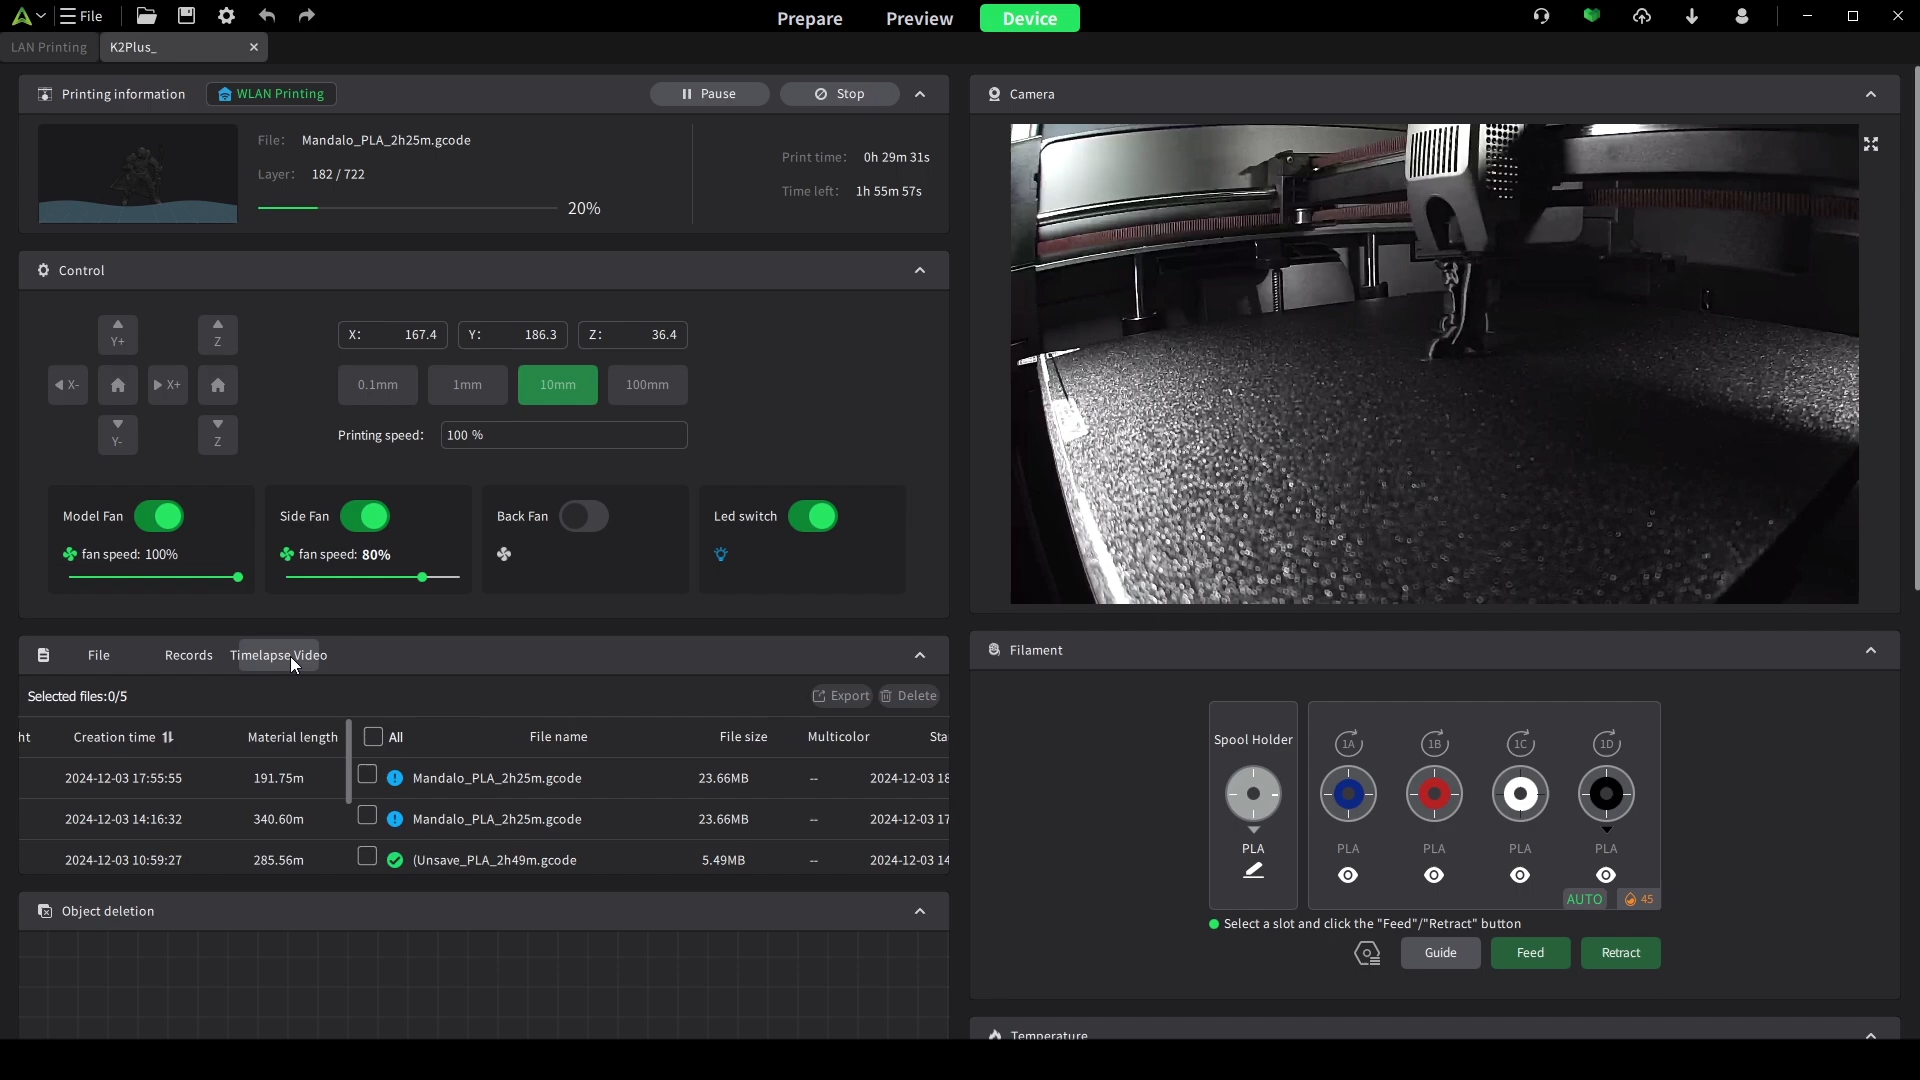 File
Prepare
Preview
Device
LAN Printing
K2Plus_
Printing information
WLAN Printing
Pause
Stop
File: Mandalo_PLA_2h25m.gcode
Layer: 182 / 722
20%
Print time: 0h 29m 31s
Time left: 1h 55m 57s
Control
Y+
Z
X-
X+
Y-
Z
X: 167.4
Y: 186.3
Z: 36.4
0.1mm
1mm
10mm
100mm
Printing speed: 100 %
Model Fan
fan speed: 100%
Side Fan
fan speed: 80%
Back Fan
Led switch
File
Records
Timelapse Video
Selected files:0/5
Export
Delete
ht Creation time Material length All File name File size Multicolor Sta
2024-12-03 17:55:55 191.75m Mandalo_PLA_2h25m.gcode 23.66MB -- 2024-12-03 18
2024-12-03 14:16:32 340.60m Mandalo_PLA_2h25m.gcode 23.66MB -- 2024-12-03 17
2024-12-03 10:59:27 285.56m (Unsave_PLA_2h49m.gcode 5.49MB -- 2024-12-03 14
Object deletion
Camera
Filament
Spool Holder
PLA
1A
1B
1C
1D
PLA
PLA
PLA
PLA
AUTO
45
Select a slot and click the "Feed"/"Retract" button
Guide
Feed
Retract
Temperature